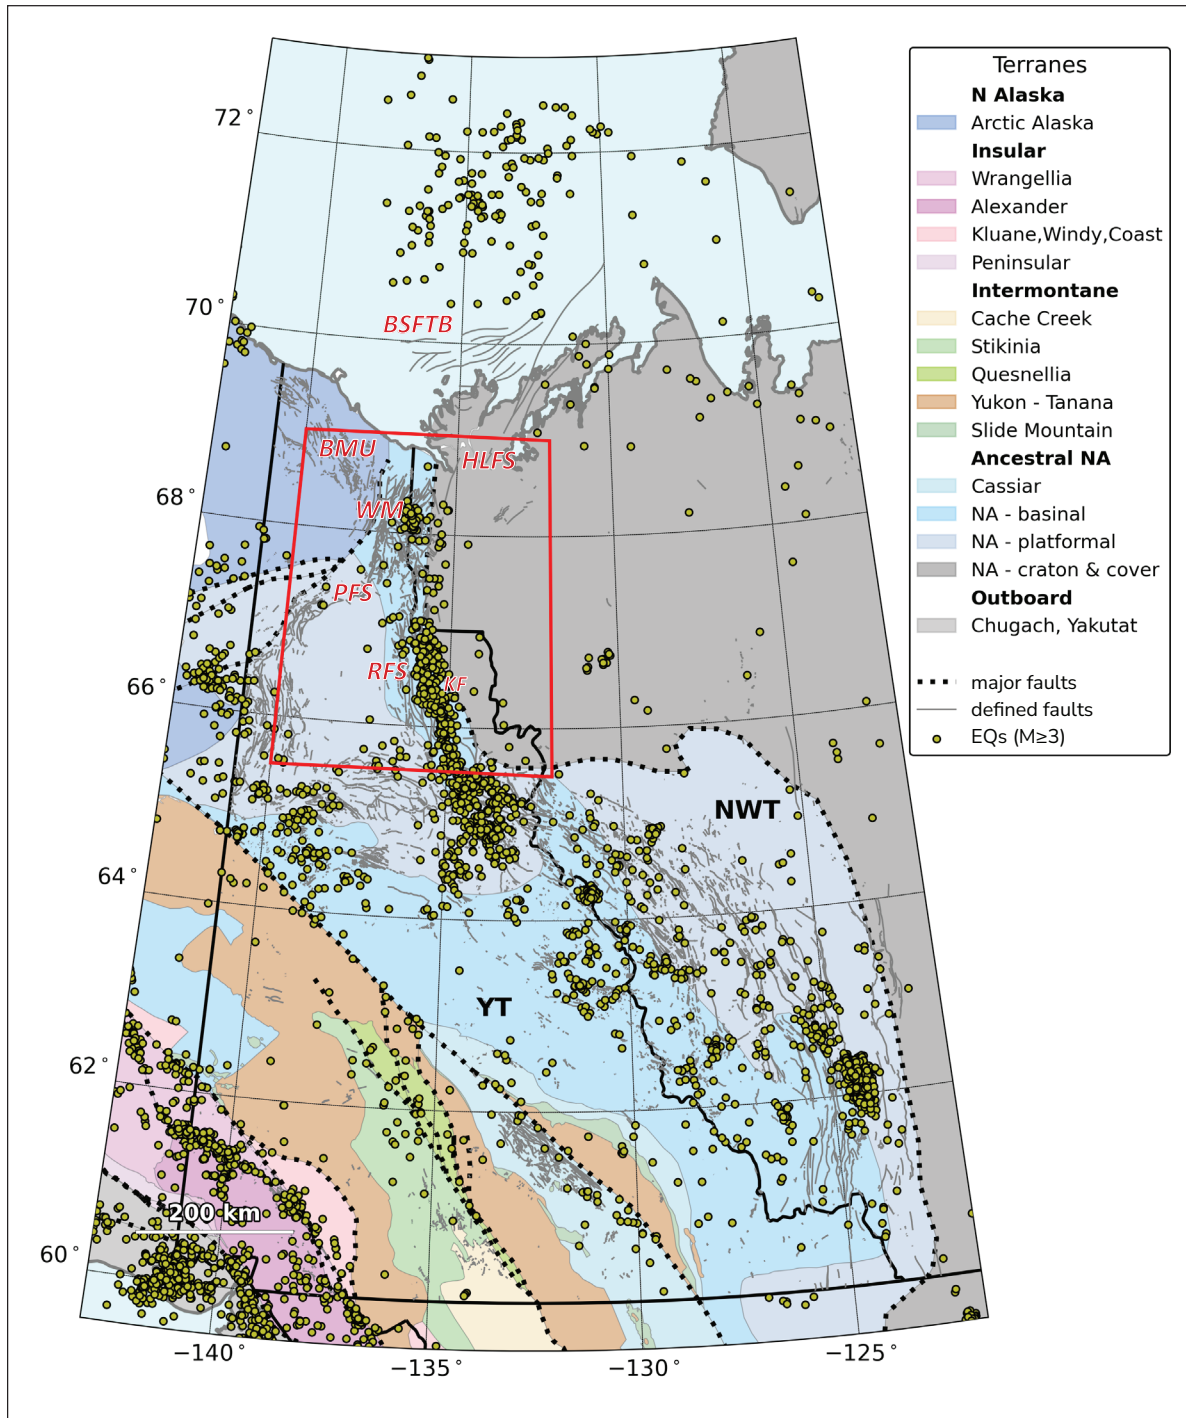 72°
70°
68°
66°
64°
62°
60°
−140°
−135°
−130°
−125°
BSFTB
BMU
HLFS
WM
PFS
RFS
KF
NWT
YT
200 km
Terranes
N Alaska
Arctic Alaska
Insular
Wrangellia
Alexander
Kluane,Windy,Coast
Peninsular
Intermontane
Cache Creek
Stikinia
Quesnellia
Yukon - Tanana
Slide Mountain
Ancestral NA
Cassiar
NA - basinal
NA - platformal
NA - craton & cover
Outboard
Chugach, Yakutat
major faults
defined faults
EQs (M≥3)